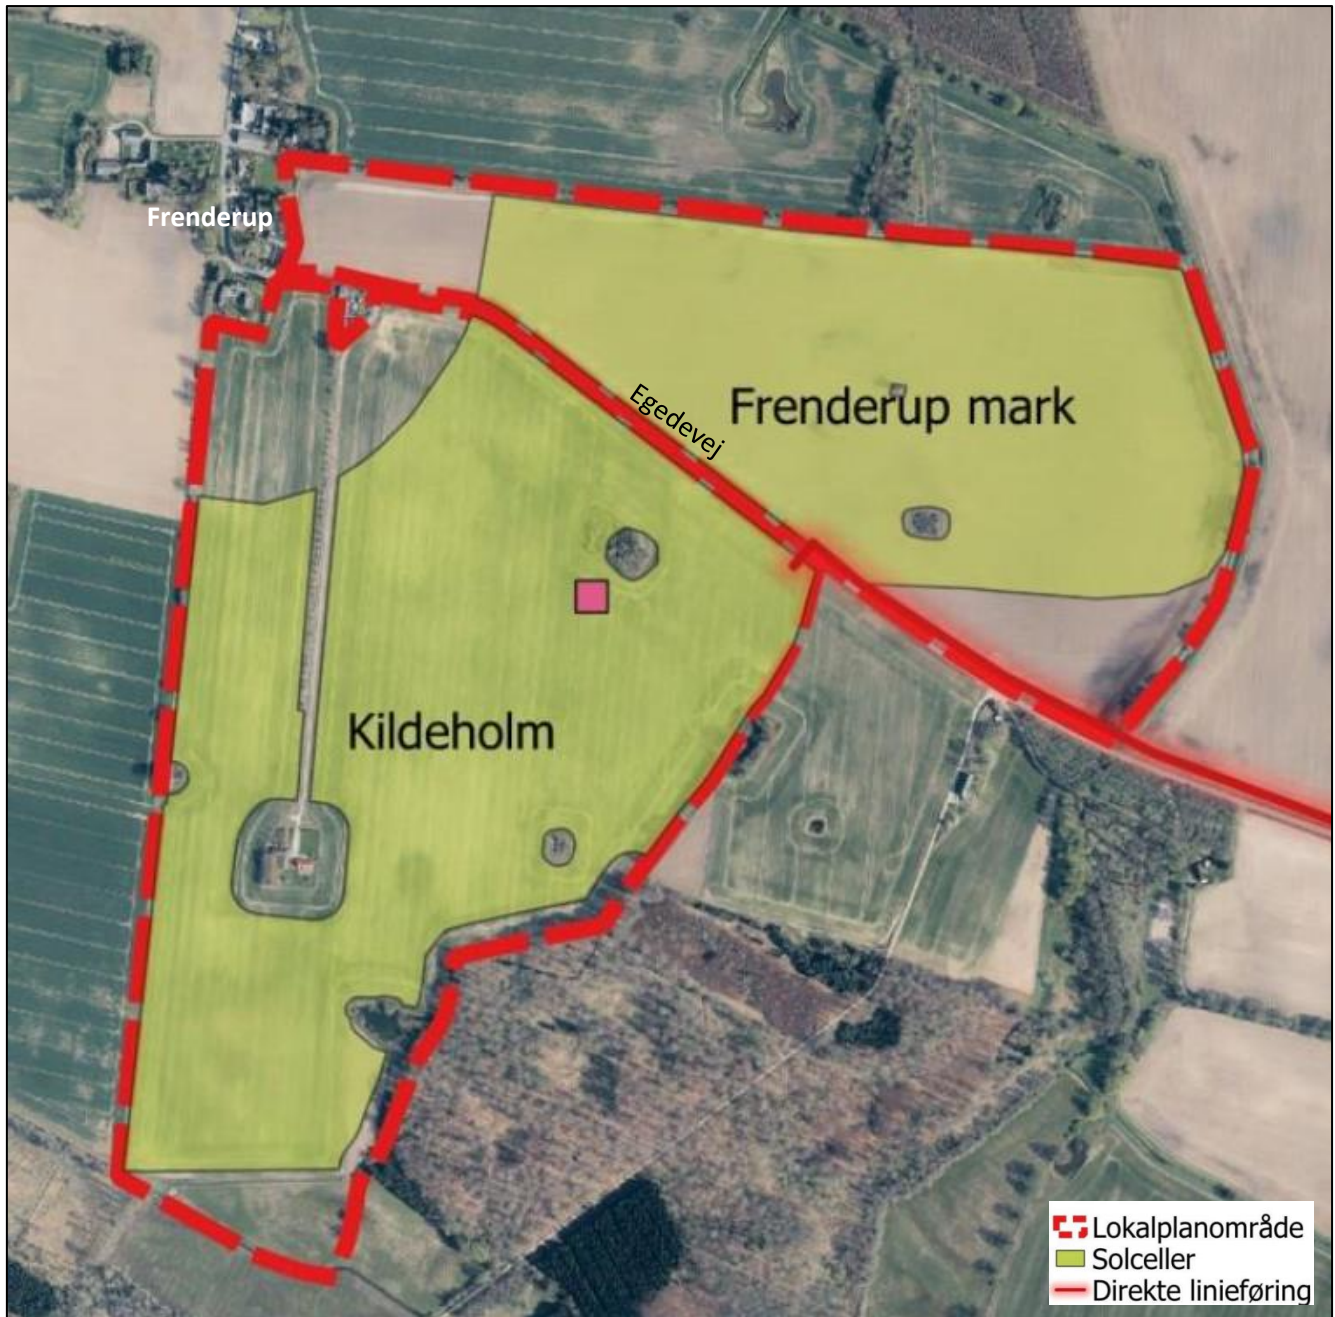 Frenderup
Egedevej
Frenderup mark
Kildeholm
Lokalplanområde
Solceller
Direkte linieføring